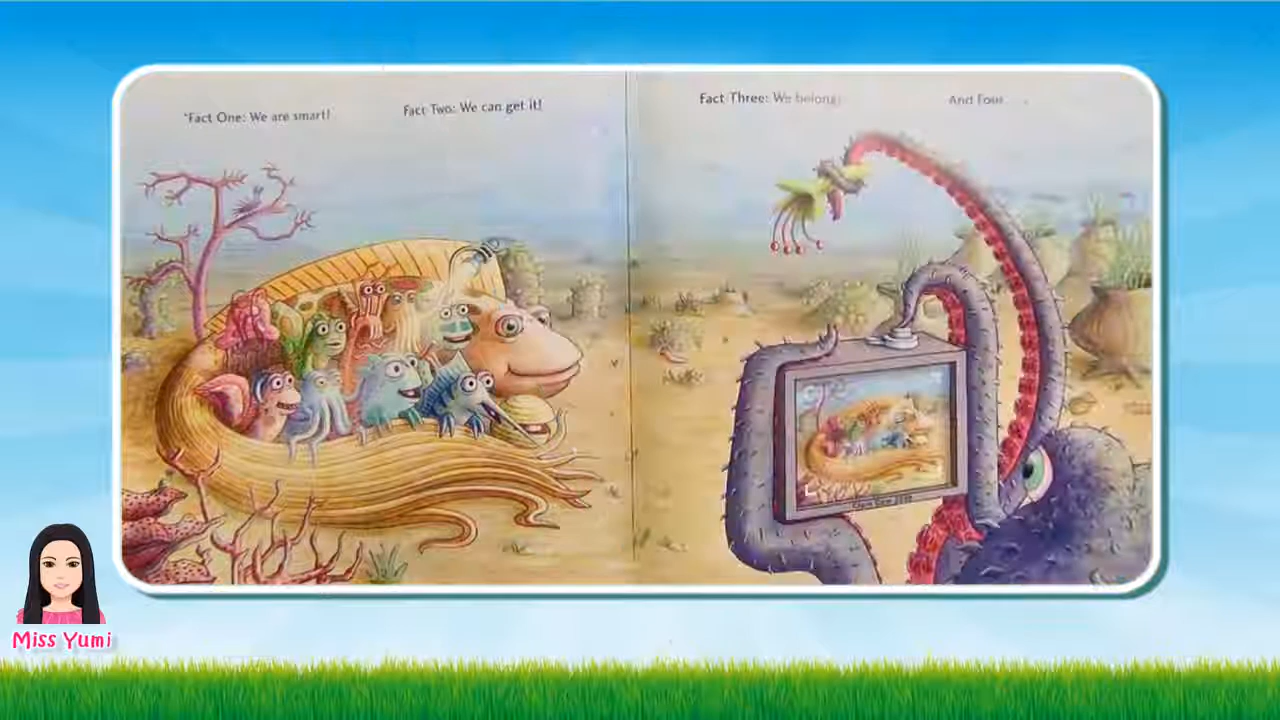 "Fact One: We are smart!
Fact Two: We can get it!
Fact Three: We belong!
And Four . . .
Miss Yumi